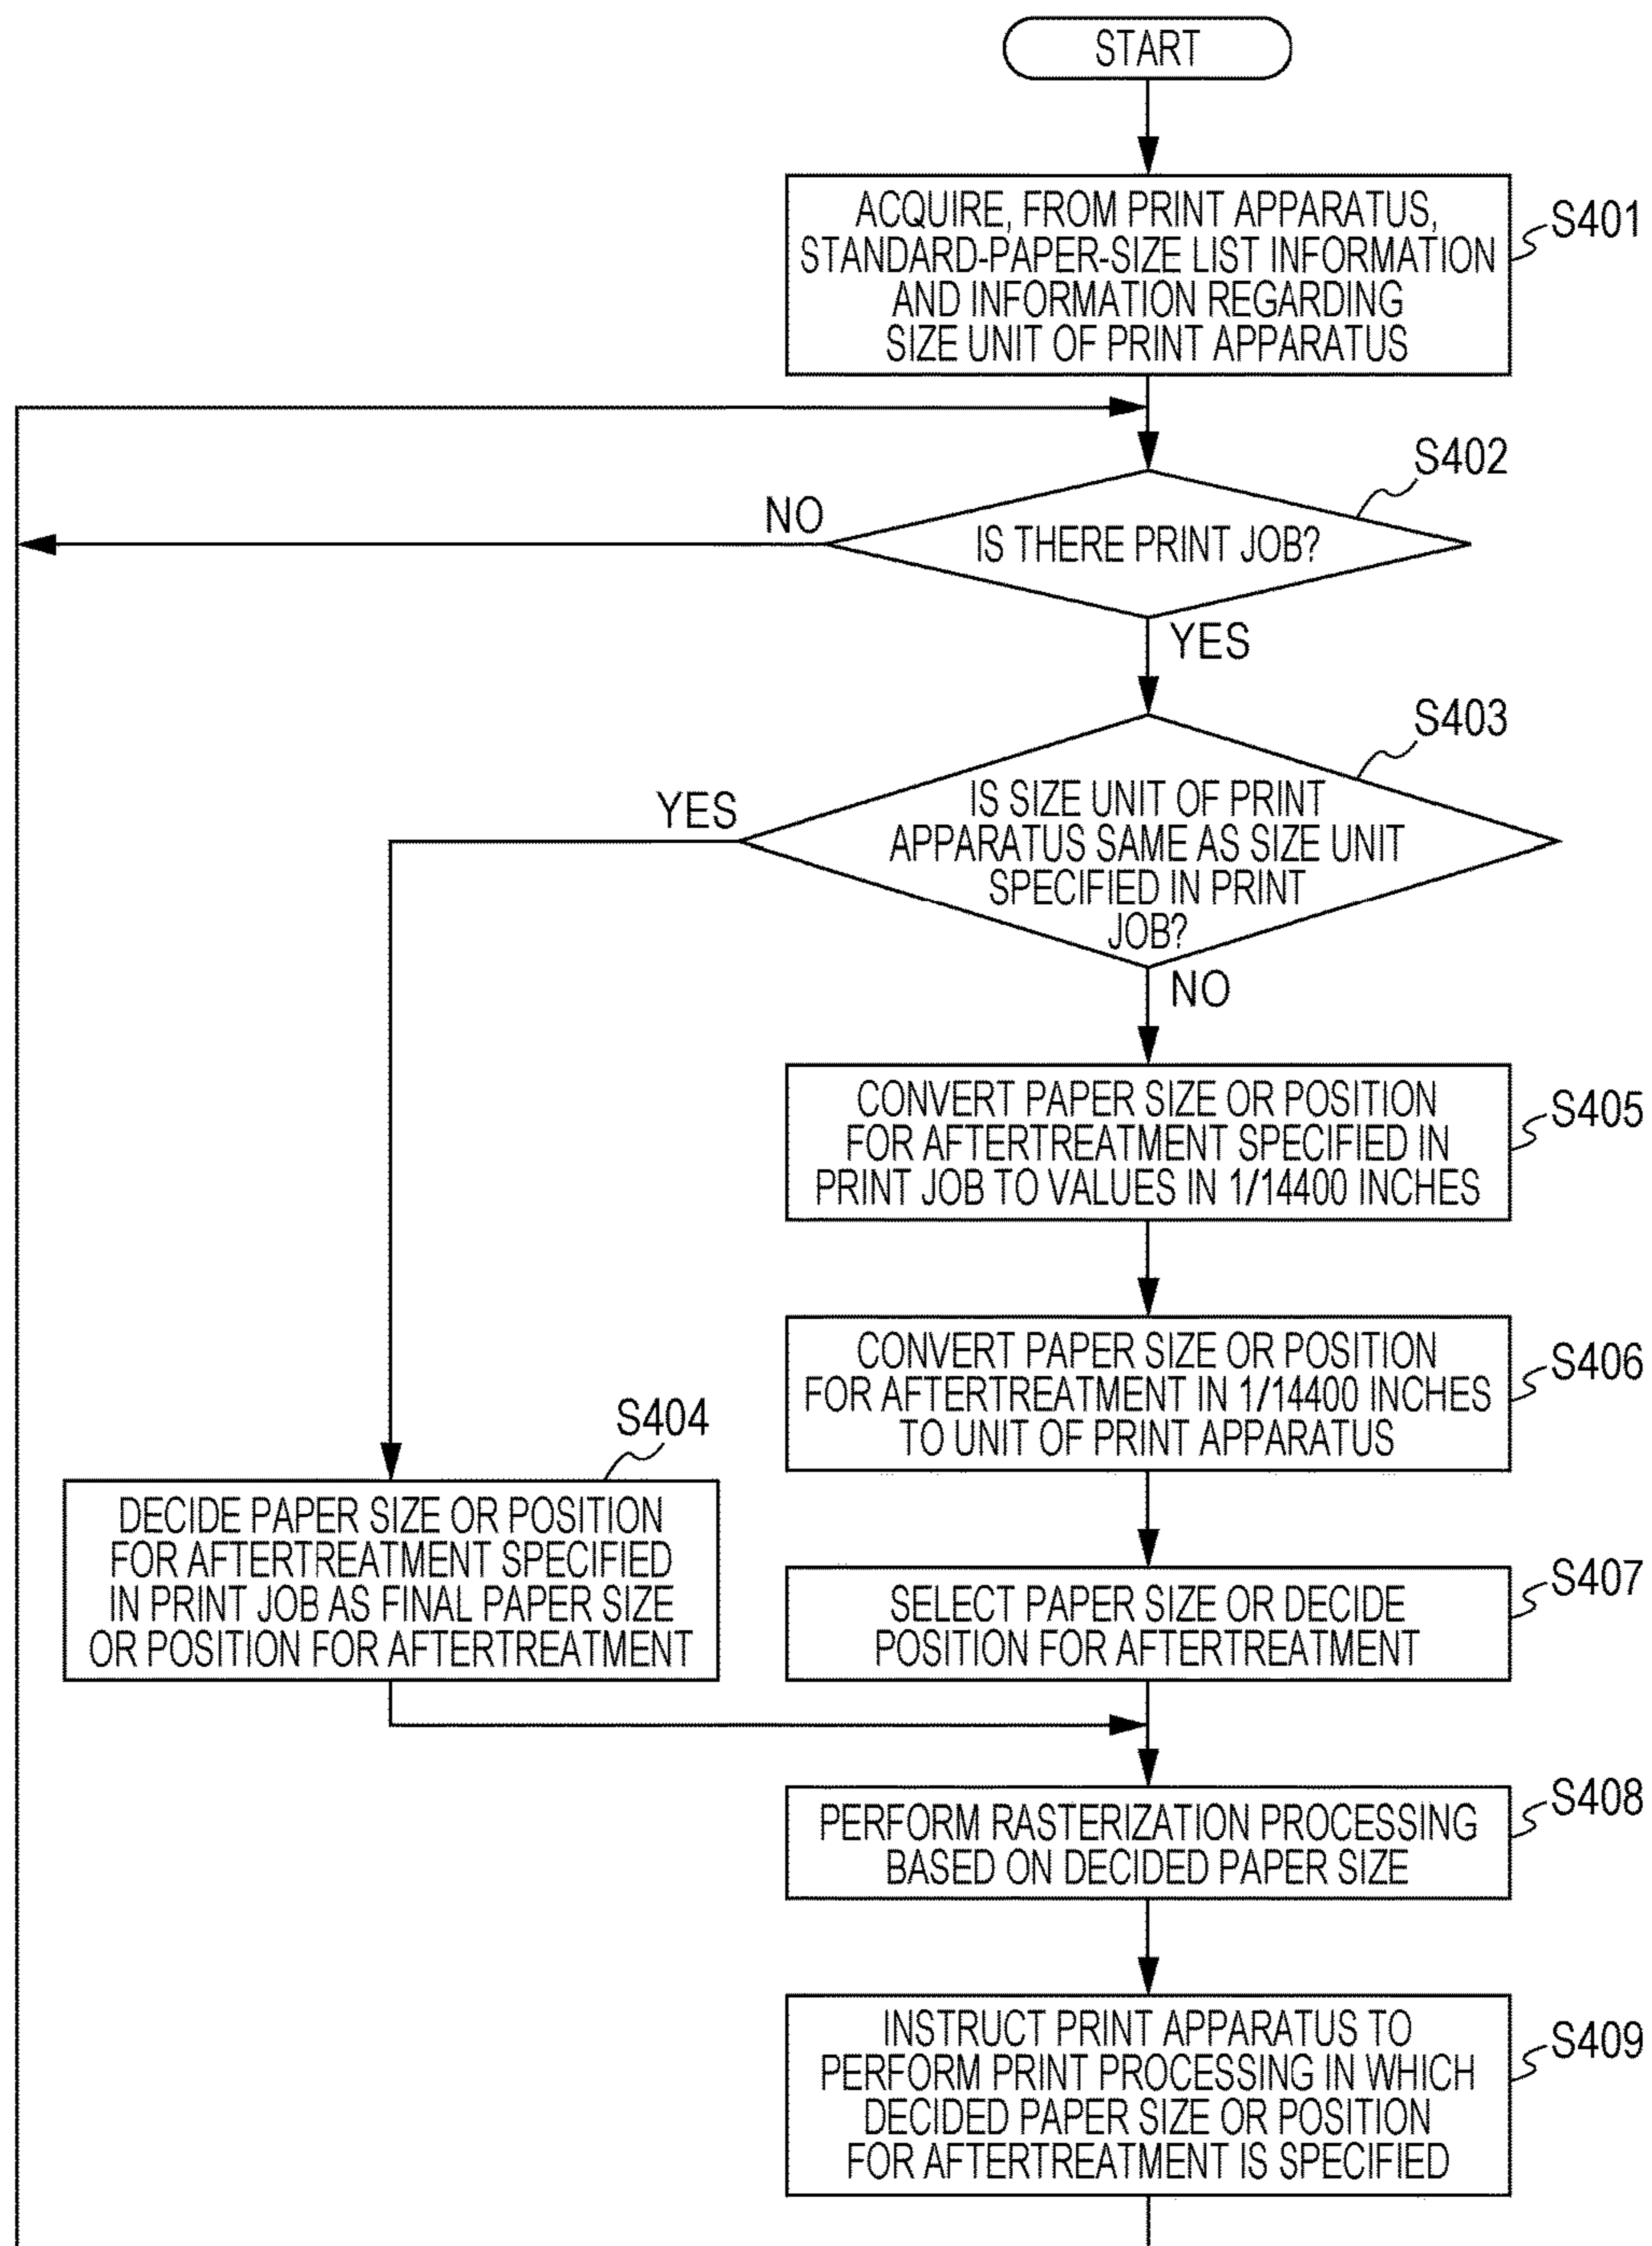 START
ACQUIRE, FROM PRINT APPARATUS,
STANDARD-PAPER-SIZE LIST INFORMATION
AND INFORMATION REGARDING
SIZE UNIT OF PRINT APPARATUS
S401
S402
NO
IS THERE PRINT JOB?
YES
S403
YES
IS SIZE UNIT OF PRINT
APPARATUS SAME AS SIZE UNIT
SPECIFIED IN PRINT
JOB?
NO
CONVERT PAPER SIZE OR POSITION
FOR AFTERTREATMENT SPECIFIED IN
PRINT JOB TO VALUES IN 1/14400 INCHES
S405
CONVERT PAPER SIZE OR POSITION
FOR AFTERTREATMENT IN 1/14400 INCHES
TO UNIT OF PRINT APPARATUS
S406
S404
DECIDE PAPER SIZE OR POSITION
FOR AFTERTREATMENT SPECIFIED
IN PRINT JOB AS FINAL PAPER SIZE
OR POSITION FOR AFTERTREATMENT
SELECT PAPER SIZE OR DECIDE
POSITION FOR AFTERTREATMENT
S407
PERFORM RASTERIZATION PROCESSING
BASED ON DECIDED PAPER SIZE
S408
INSTRUCT PRINT APPARATUS TO
PERFORM PRINT PROCESSING IN WHICH
DECIDED PAPER SIZE OR POSITION
FOR AFTERTREATMENT IS SPECIFIED
S409